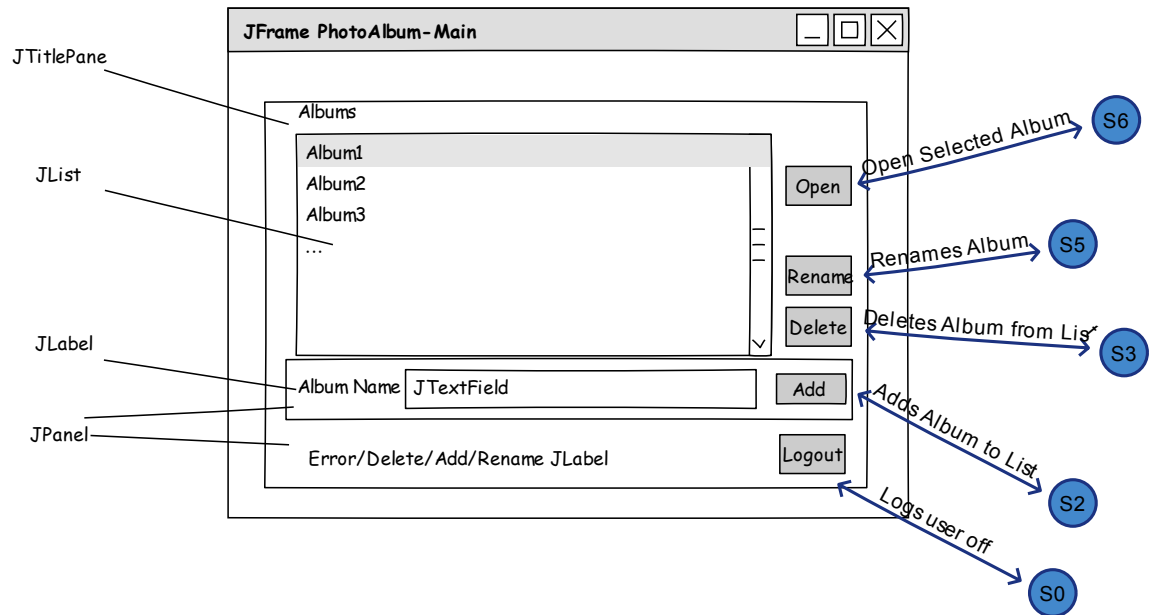 JFrame PhotoAlbum-Main
JTitlePane
Albums
Album1
Album2
Album3
...
JList
Open
Open Selected Album
S6
Rename
Renames Album
S5
Delete
Deletes Album from List
S3
JLabel
Album Name
JTextField
Add
Adds Album to List
S2
JPanel
Error/Delete/Add/Rename JLabel
Logout
Logs user off
S0